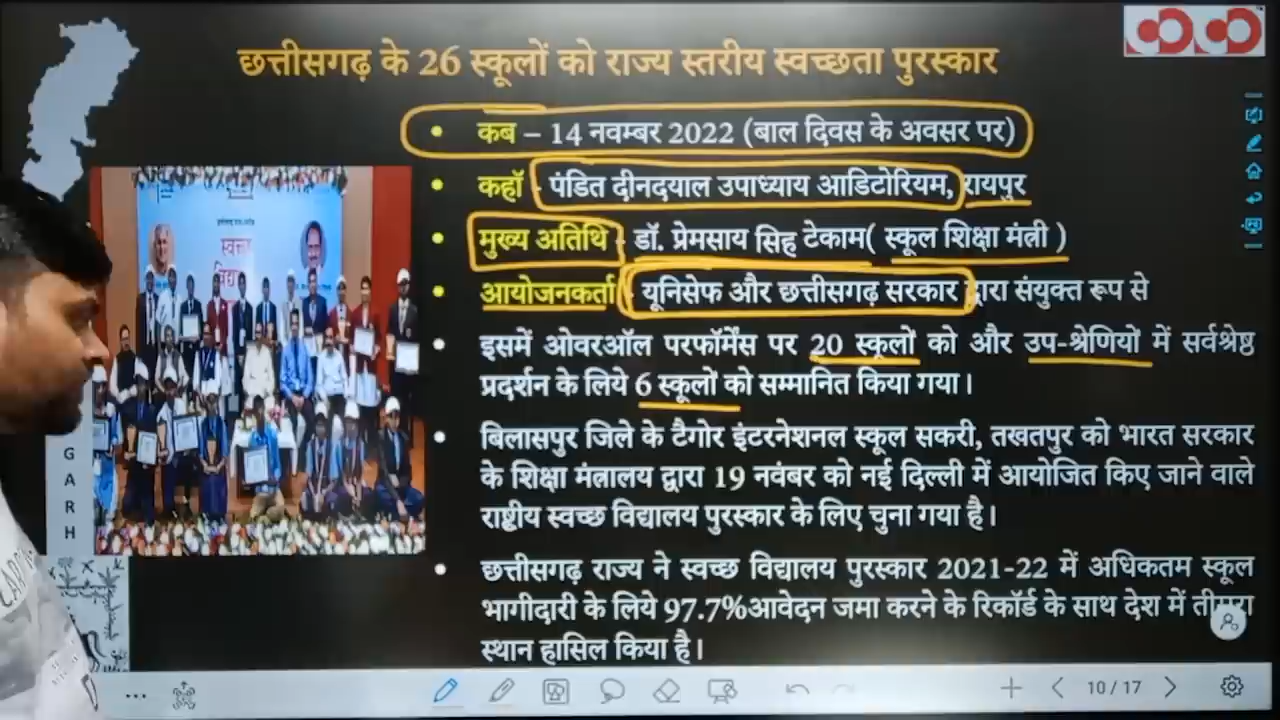 छत्तीसगढ़ के 26 स्कूलों को राज्य स्तरीय स्वच्छता पुरस्कार
• कब – 14 नवम्बर 2022 (बाल दिवस के अवसर पर)
• कहाॅ - पंडित दीनदयाल उपाध्याय आडिटोरियम, रायपुर
• मुख्य अतिथि - डॉ. प्रेमसाय सिह टेकाम( स्कूल शिक्षा मंत्री )
• आयोजनकर्ता - यूनिसेफ और छत्तीसगढ़ सरकार द्वारा संयुक्त रूप से
• इसमें ओवरऑल परफॉर्मेंस पर 20 स्कूलों को और उप-श्रेणियों में सर्वश्रेष्ठ
प्रदर्शन के लिये 6 स्कूलों को सम्मानित किया गया।
• बिलासपुर जिले के टैगोर इंटरनेशनल स्कूल सकरी, तखतपुर को भारत सरकार
के शिक्षा मंत्रालय द्वारा 19 नवंबर को नई दिल्ली में आयोजित किए जाने वाले
राष्ट्रीय स्वच्छ विद्यालय पुरस्कार के लिए चुना गया है।
• छत्तीसगढ़ राज्य ने स्वच्छ विद्यालय पुरस्कार 2021-22 में अधिकतम स्कूल
भागीदारी के लिये 97.7%आवेदन जमा करने के रिकॉर्ड के साथ देश में तीसरा
स्थान हासिल किया है।
G
A
R
H
10 / 17